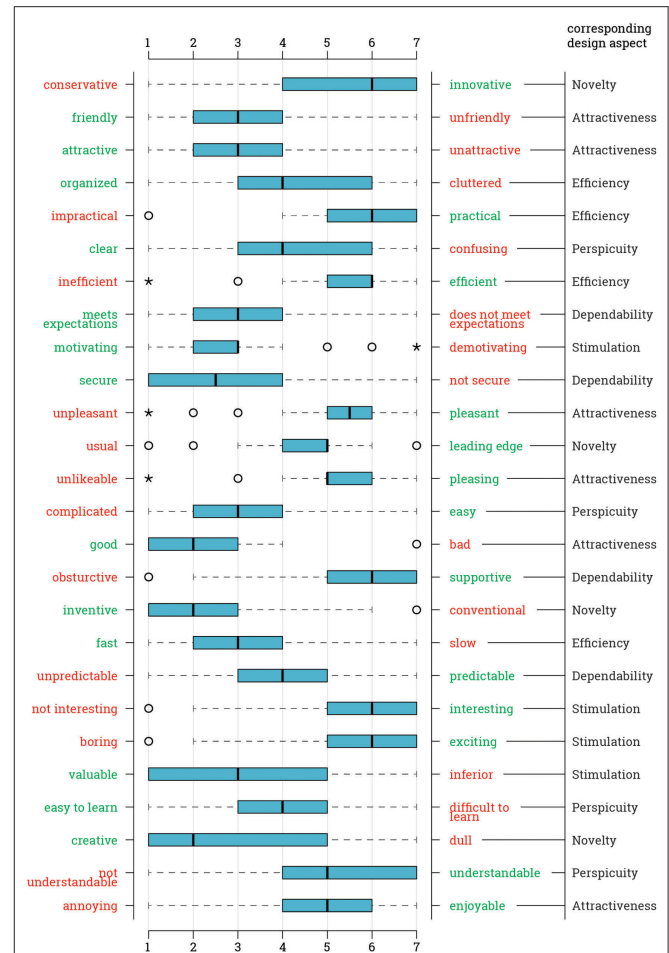 corresponding
design aspect
1 2 3 4 5 6 7
conservative innovative Novelty
friendly unfriendly Attractiveness
attractive unattractive Attractiveness
organized cluttered Efficiency
impractical practical Efficiency
clear confusing Perspicuity
inefficient efficient Efficiency
meets
expectations does not meet
expectations Dependability
motivating demotivating Stimulation
secure not secure Dependability
unpleasant pleasant Attractiveness
usual leading edge Novelty
unlikeable pleasing Attractiveness
complicated easy Perspicuity
good bad Attractiveness
obsturctive supportive Dependability
inventive conventional Novelty
fast slow Efficiency
unpredictable predictable Dependability
not interesting interesting Stimulation
boring exciting Stimulation
valuable inferior Stimulation
easy to learn difficult to
learn Perspicuity
creative dull Novelty
not
understandable understandable Perspicuity
annoying enjoyable Attractiveness
1 2 3 4 5 6 7